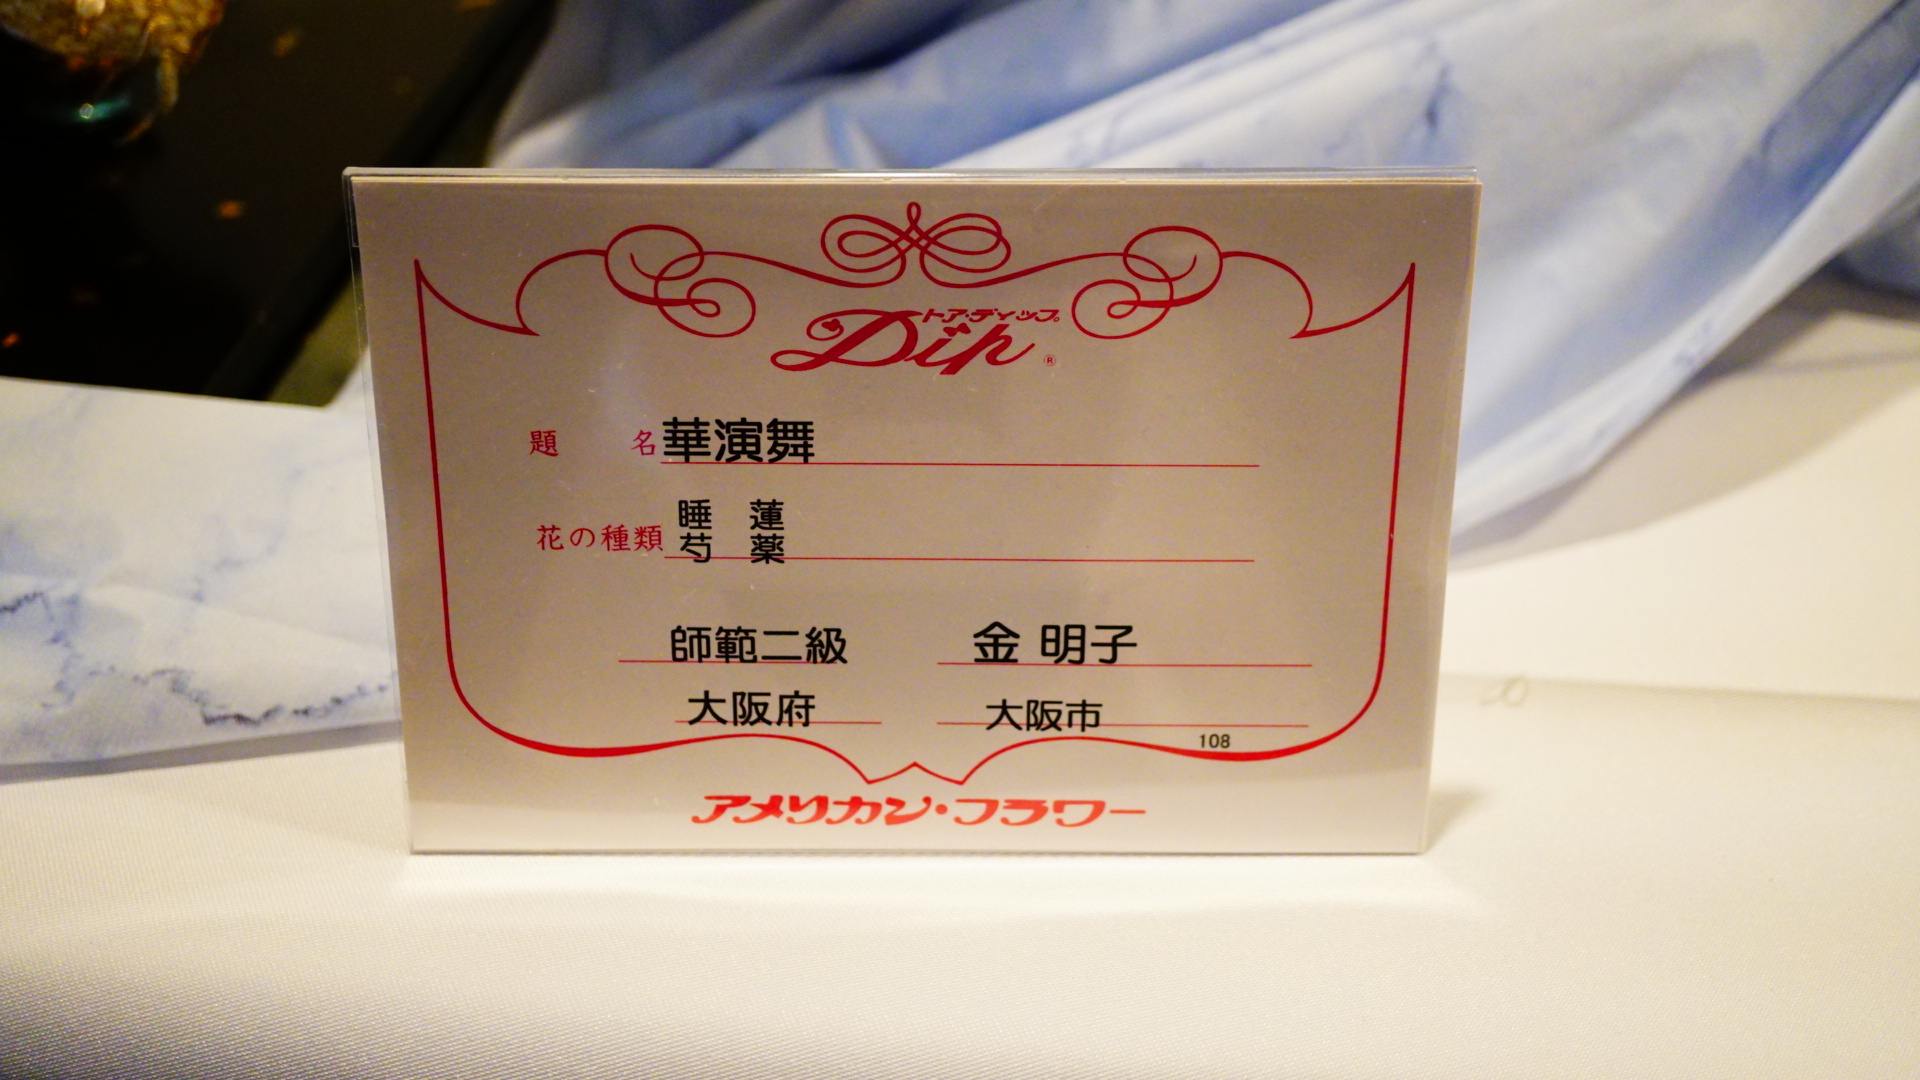 トア・ディップ
Dip ®
題 名 華演舞
花の種類 睡 蓮
芍 薬
師範二級 金 明子
大阪府 大阪市
108
アメリカン・フラワー